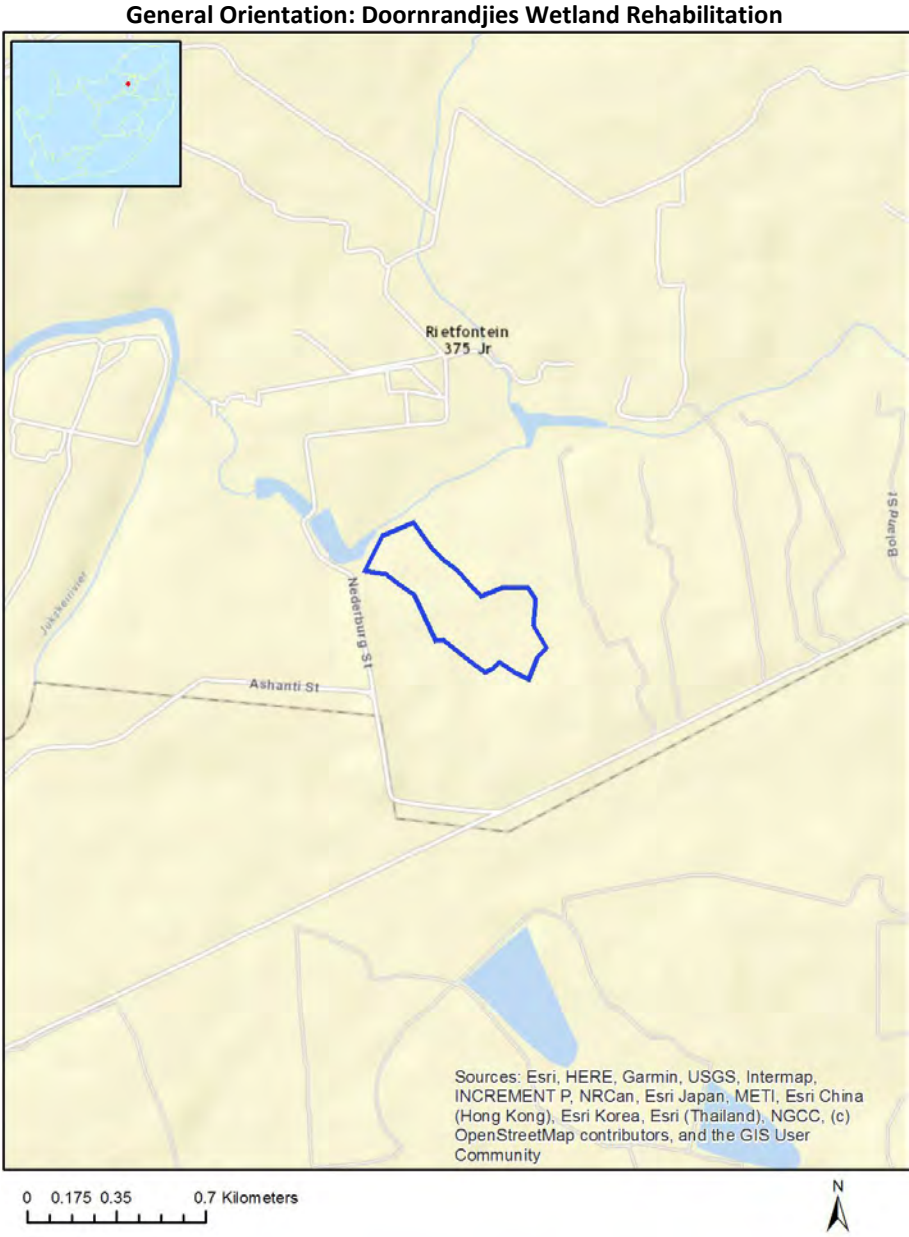 General Orientation: Doornrandjies Wetland Rehabilitation
Rietfontein
375 Jr
Boland St
Jukskeirivier
Nederburg St
Ashanti St
Sources: Esri, HERE, Garmin, USGS, Intermap,
INCREMENT P, NRCan, Esri Japan, METI, Esri China
(Hong Kong), Esri Korea, Esri (Thailand), NGCC, (c)
OpenStreetMap contributors, and the GIS User
Community
0 0.175 0.35 0.7 Kilometers
N